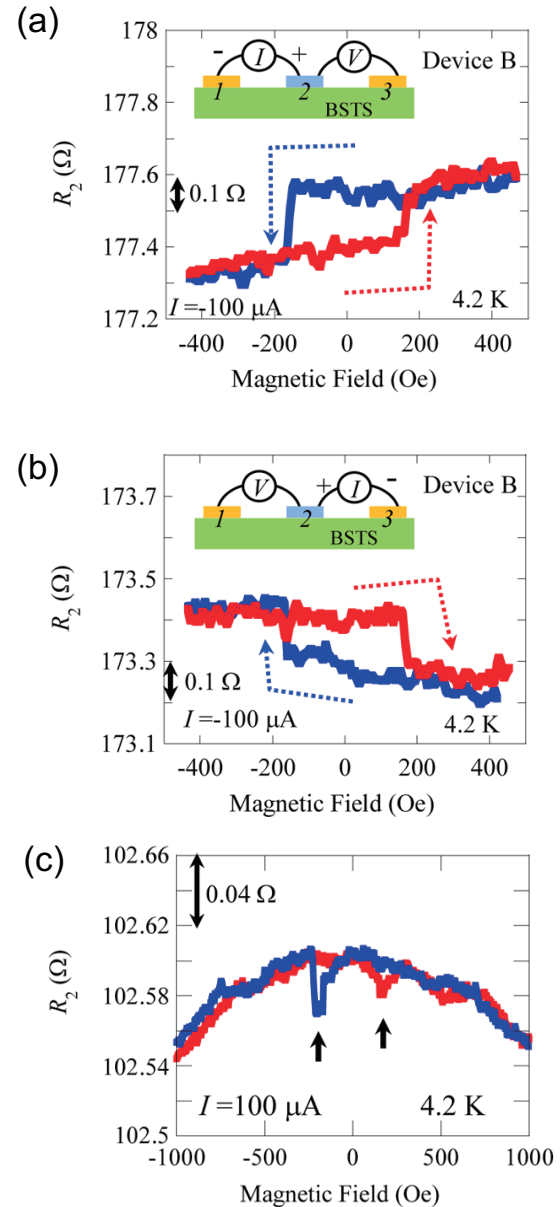 (a)
178
177.8
177.6
177.4
177.2
R2 (Ω)
- I + V
1 2 3
BSTS
Device B
0.1 Ω
I =-100 μA
4.2 K
-400 -200 0 200 400
Magnetic Field (Oe)
(b)
173.7
173.5
173.3
173.1
R2 (Ω)
V + I -
1 2 3
BSTS
Device B
0.1 Ω
I =-100 μA
4.2 K
-400 -200 0 200 400
Magnetic Field (Oe)
(c)
102.66
102.62
102.58
102.54
102.5
R2 (Ω)
0.04 Ω
I =100 μA
4.2 K
-1000 -500 0 500 1000
Magnetic Field (Oe)